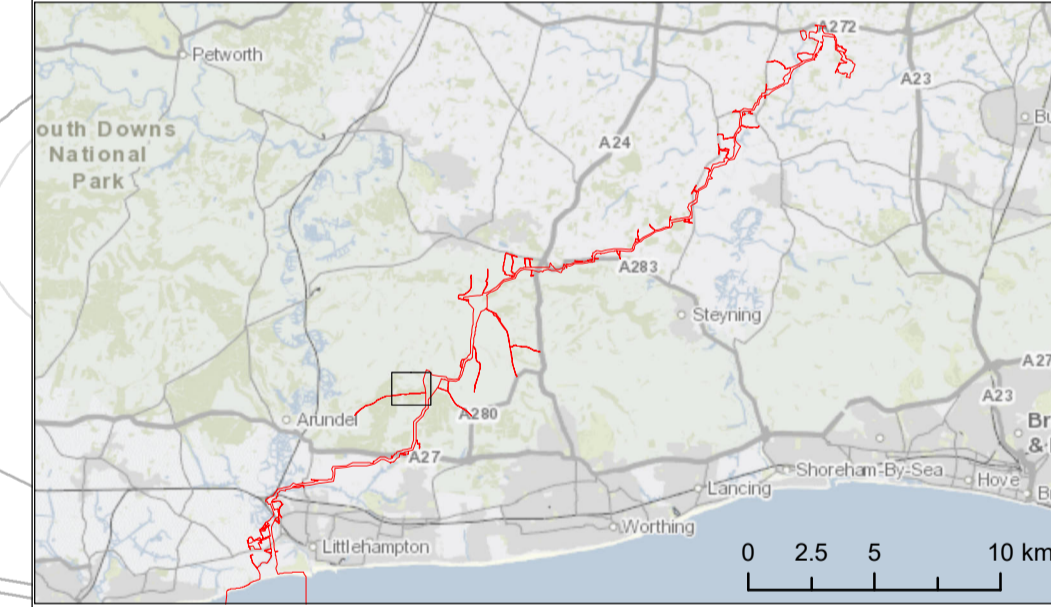 A272
Petworth
A23
Bu
outh Downs
National
Park
A24
A283
Steyning
A27
A23
Arundel
A280
Br
& 
A27
Shoreham-By-Sea
Hove
B
Lancing
Worthing
Littlehampton
0 2.5 5 10 km